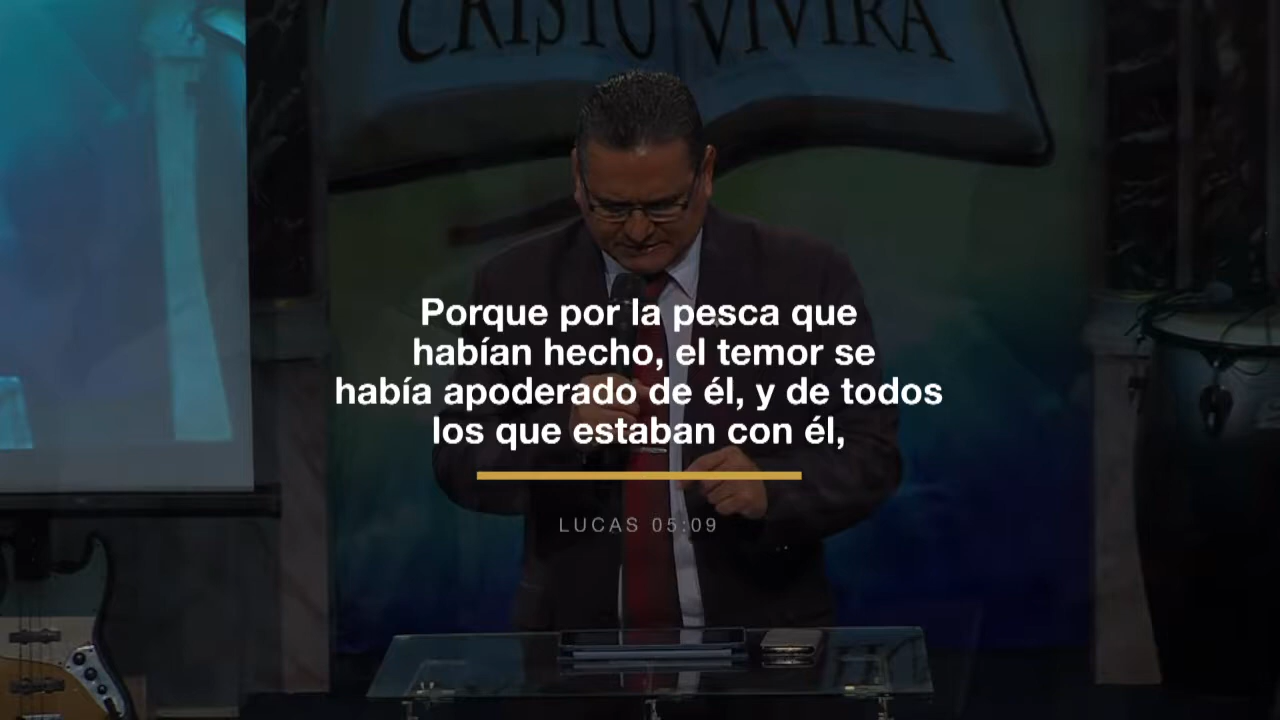 CRISTO VIVIRA
Porque por la pesca que
habían hecho, el temor se
había apoderado de él, y de todos
los que estaban con él,
LUCAS 05:09